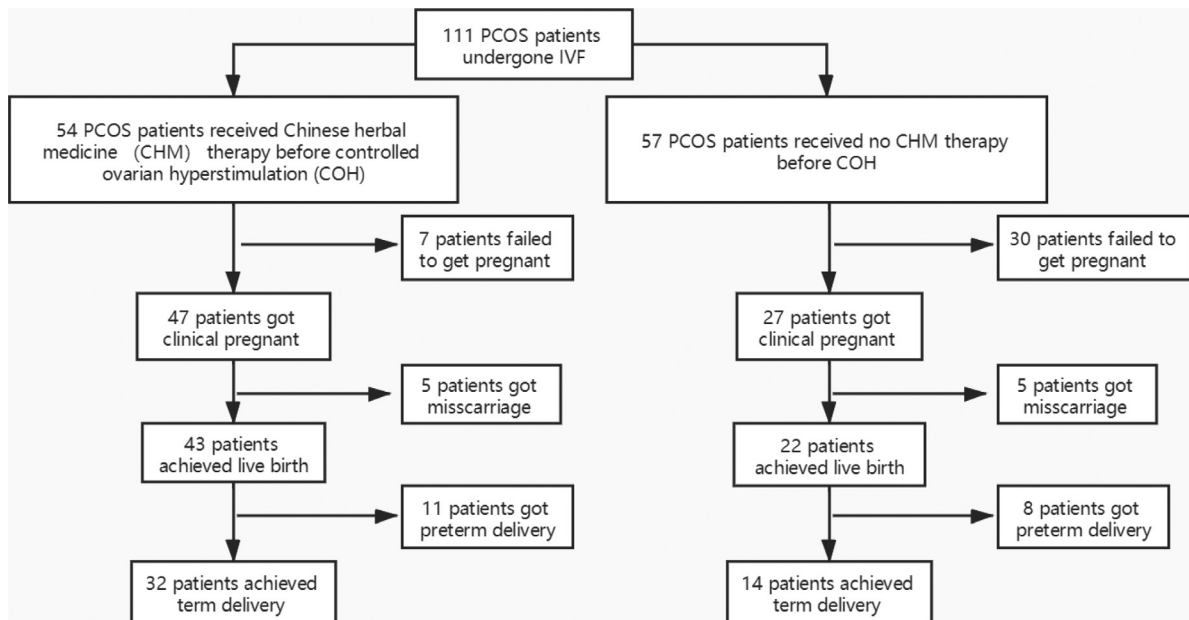 111 PCOS patients
undergone IVF
54 PCOS patients received Chinese herbal
medicine （CHM） therapy before controlled
ovarian hyperstimulation (COH)
57 PCOS patients received no CHM therapy
before COH
7 patients failed
to get pregnant
30 patients failed to
get pregnant
47 patients got
clinical pregnant
27 patients got
clinical pregnant
5 patients got
misscarriage
5 patients got
misscarriage
43 patients
achieved live birth
22 patients
achieved live birth
11 patients got
preterm delivery
8 patients got
preterm delivery
32 patients achieved
term delivery
14 patients achieved
term delivery